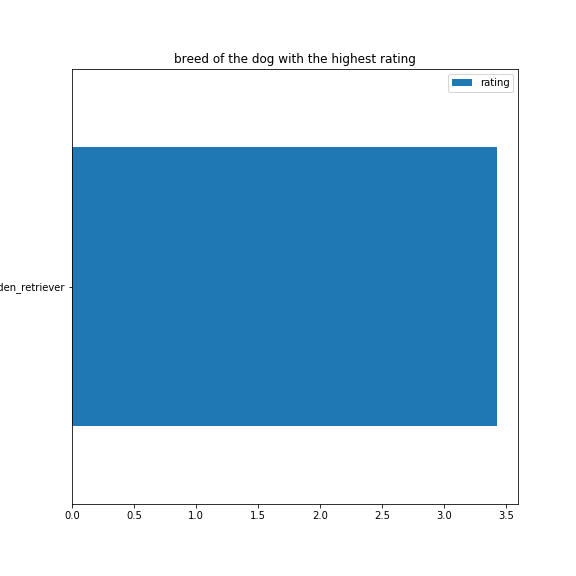 breed of the dog with the highest rating
rating
den_retriever
0.0 0.5 1.0 1.5 2.0 2.5 3.0 3.5